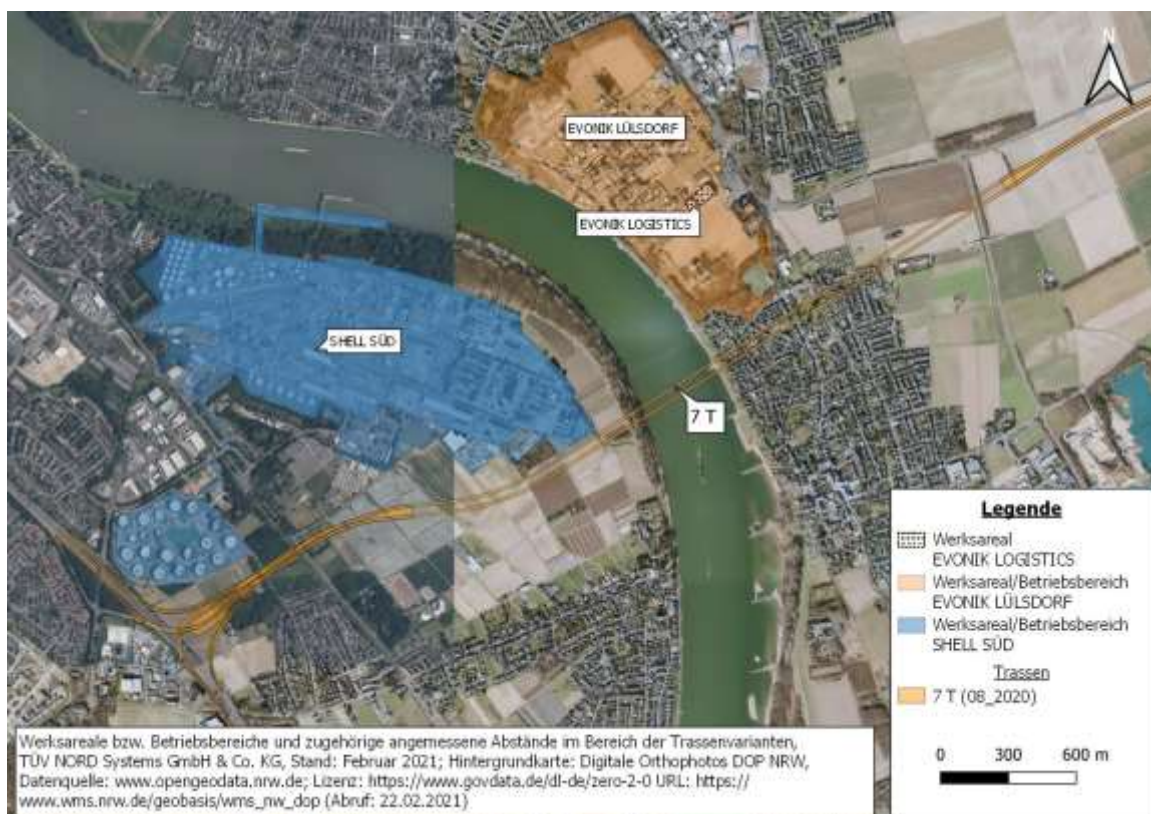 N
EVONIK LÜLSDORF
EVONIK LOGISTICS
SHELL SÜD
7 T
Legende
Werksareal
EVONIK LOGISTICS
Werksareal/Betriebsbereich
EVONIK LÜLSDORF
Werksareal/Betriebsbereich
SHELL SÜD
Trassen
7 T (08_2020)
0 300 600 m
Werksareale bzw. Betriebsbereiche und zugehörige angemessene Abstände im Bereich der Trassenvarianten,
TÜV NORD Systems GmbH & Co. KG, Stand: Februar 2021; Hintergrundkarte: Digitale Orthophotos DOP NRW,
Datenquelle: www.opengeodata.nrw.de; Lizenz: https://www.govdata.de/dl-de/zero-2-0 URL: https://
www.wms.nrw.de/geobasis/wms_nw_dop (Abruf: 22.02.2021)